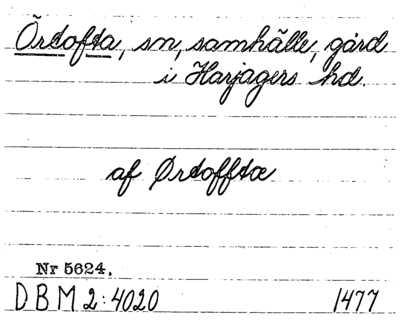 Örtofta, sn, samhälle, gård
i Harjagers hd.
af Ørtofftæ
Nr 5624.
DBM 2:4020 1477